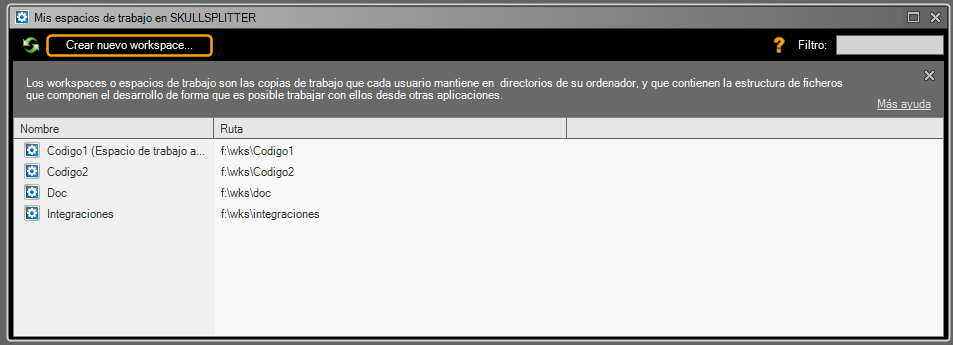 Mis espacios de trabajo en SKULLSPLITTER
Crear nuevo workspace...
? Filtro:
Los workspaces o espacios de trabajo son las copias de trabajo que cada usuario mantiene en directorios de su ordenador, y que contienen la estructura de ficheros
que componen el desarrollo de forma que es posible trabajar con ellos desde otras aplicaciones.
Más ayuda
Nombre Ruta
Codigo1 (Espacio de trabajo a... f:\wks\Codigo1
Codigo2 f:\wks\Codigo2
Doc f:\wks\doc
Integraciones f:\wks\integraciones